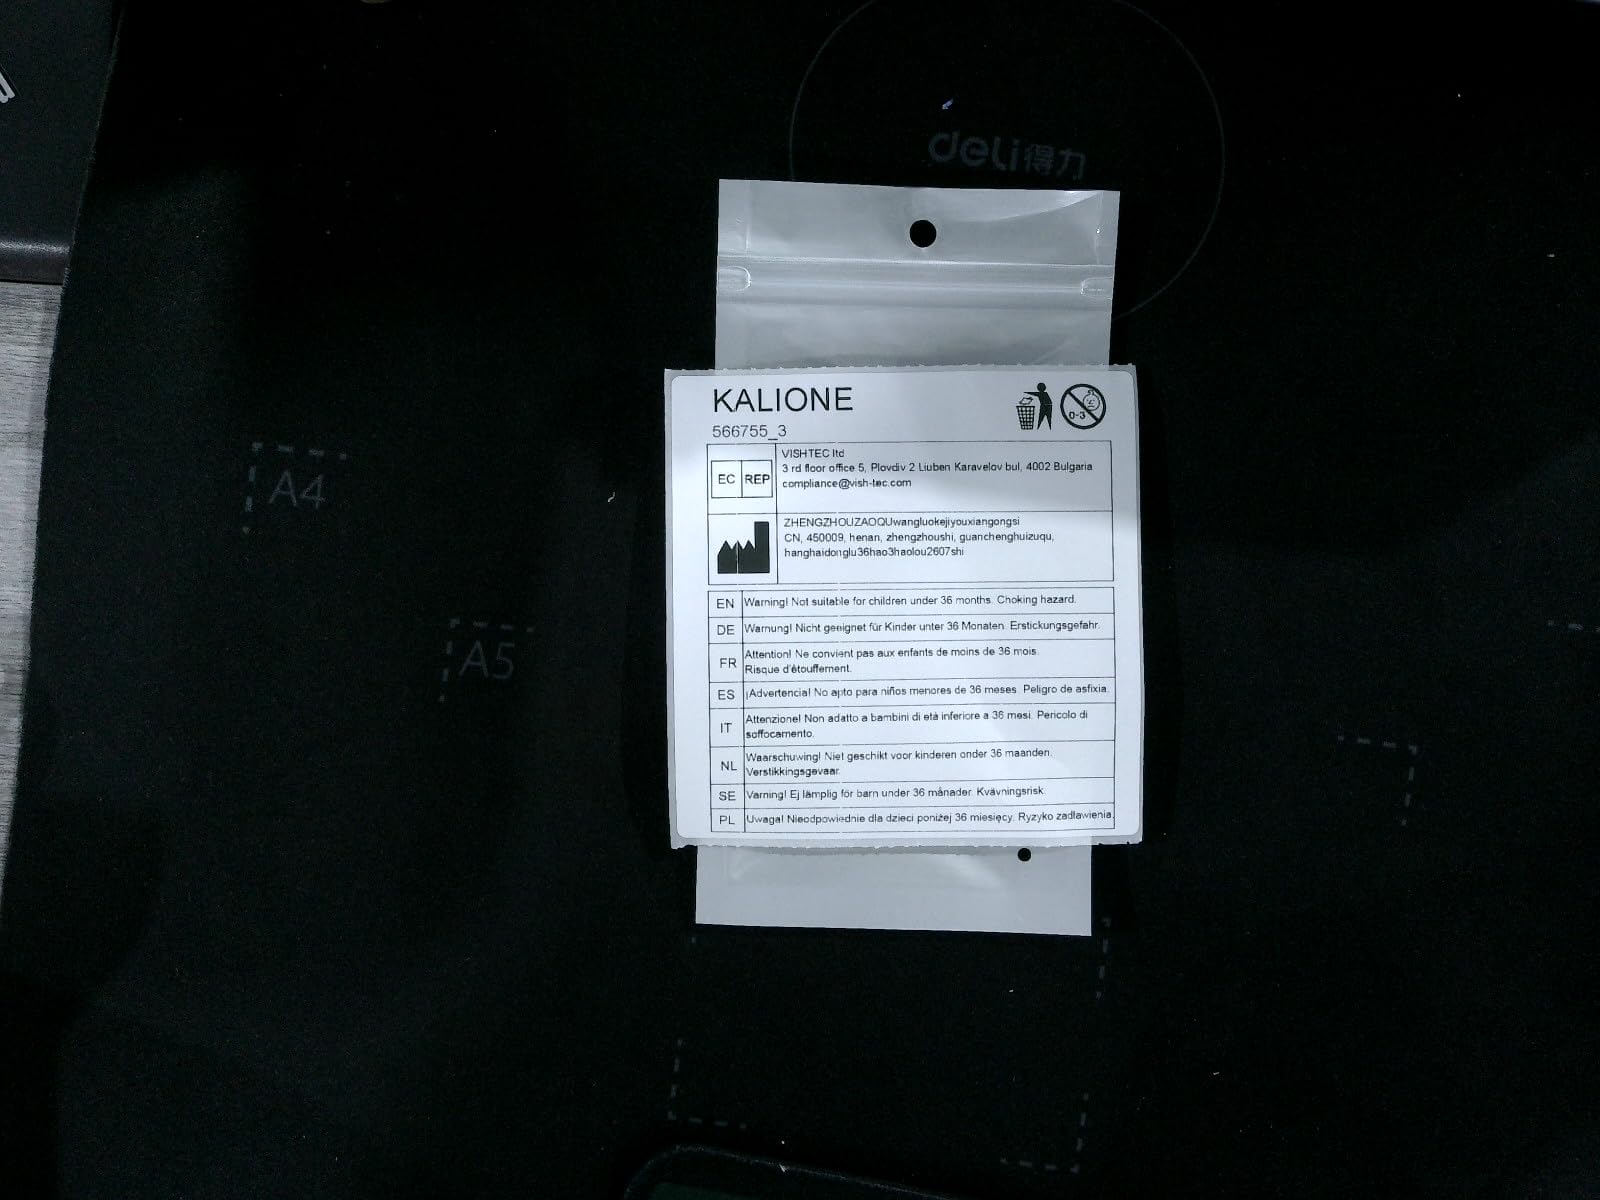 deli得力
A4
A5
KALIONE
566755_3
0-3
EC REP
VISHTEC ltd
3 rd floor office 5, Plovdiv 2 Liuben Karavelov bul, 4002 Bulgaria
compliance@vish-tec.com
ZHENGZHOUZAOQUwangluokejiyouxiangongsi
CN, 450009, henan, zhengzhoushi, guanchenghuizuqu,
hanghaidonglu36hao3haolou2607shi
EN Warning! Not suitable for children under 36 months. Choking hazard.
DE Warnung! Nicht geeignet für Kinder unter 36 Monaten. Erstickungsgefahr.
FR Attention! Ne convient pas aux enfants de moins de 36 mois.
Risque d'étouffement.
ES ¡Advertencia! No apto para niños menores de 36 meses. Peligro de asfixia.
IT Attenzione! Non adatto a bambini di età inferiore a 36 mesi. Pericolo di
soffocamento.
NL Waarschuwing! Niet geschikt voor kinderen onder 36 maanden.
Verstikkingsgevaar.
SE Varning! Ej lämplig för barn under 36 månader. Kvävningsrisk.
PL Uwaga! Nieodpowiednie dla dzieci poniżej 36 miesięcy. Ryzyko zadławienia.